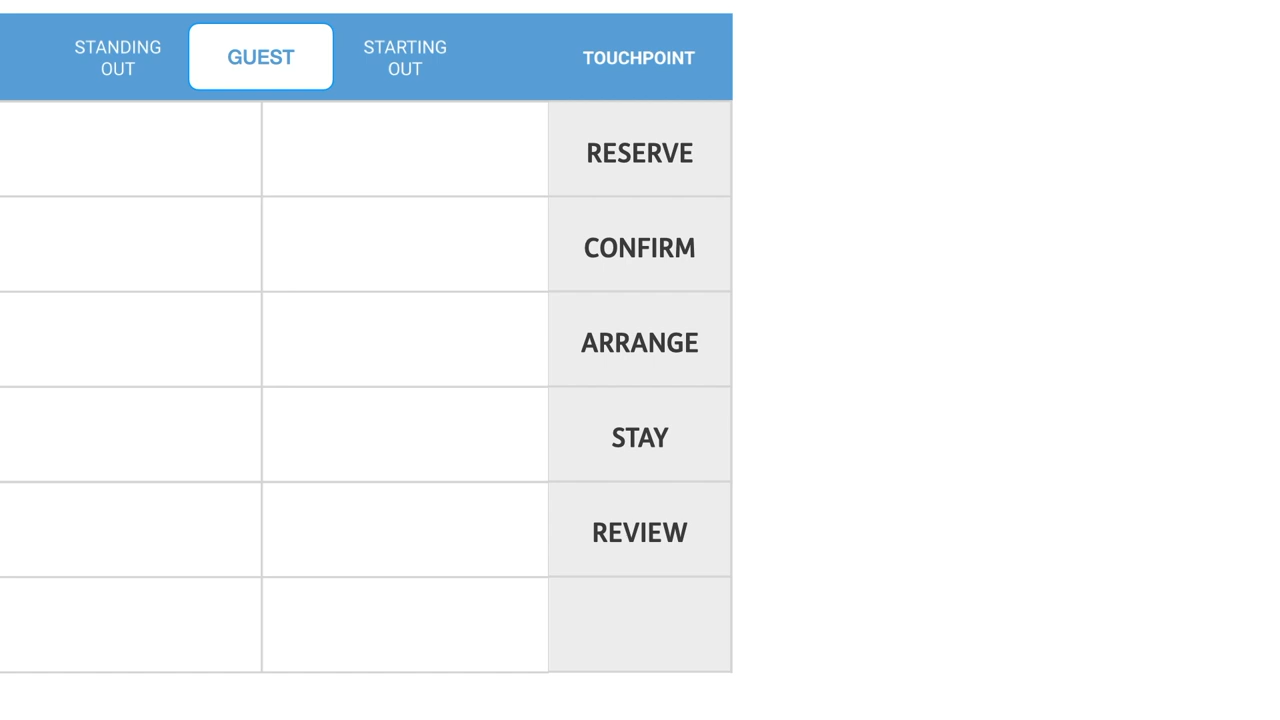 STANDING
OUT
GUEST
STARTING
OUT
TOUCHPOINT
RESERVE
CONFIRM
ARRANGE
STAY
REVIEW